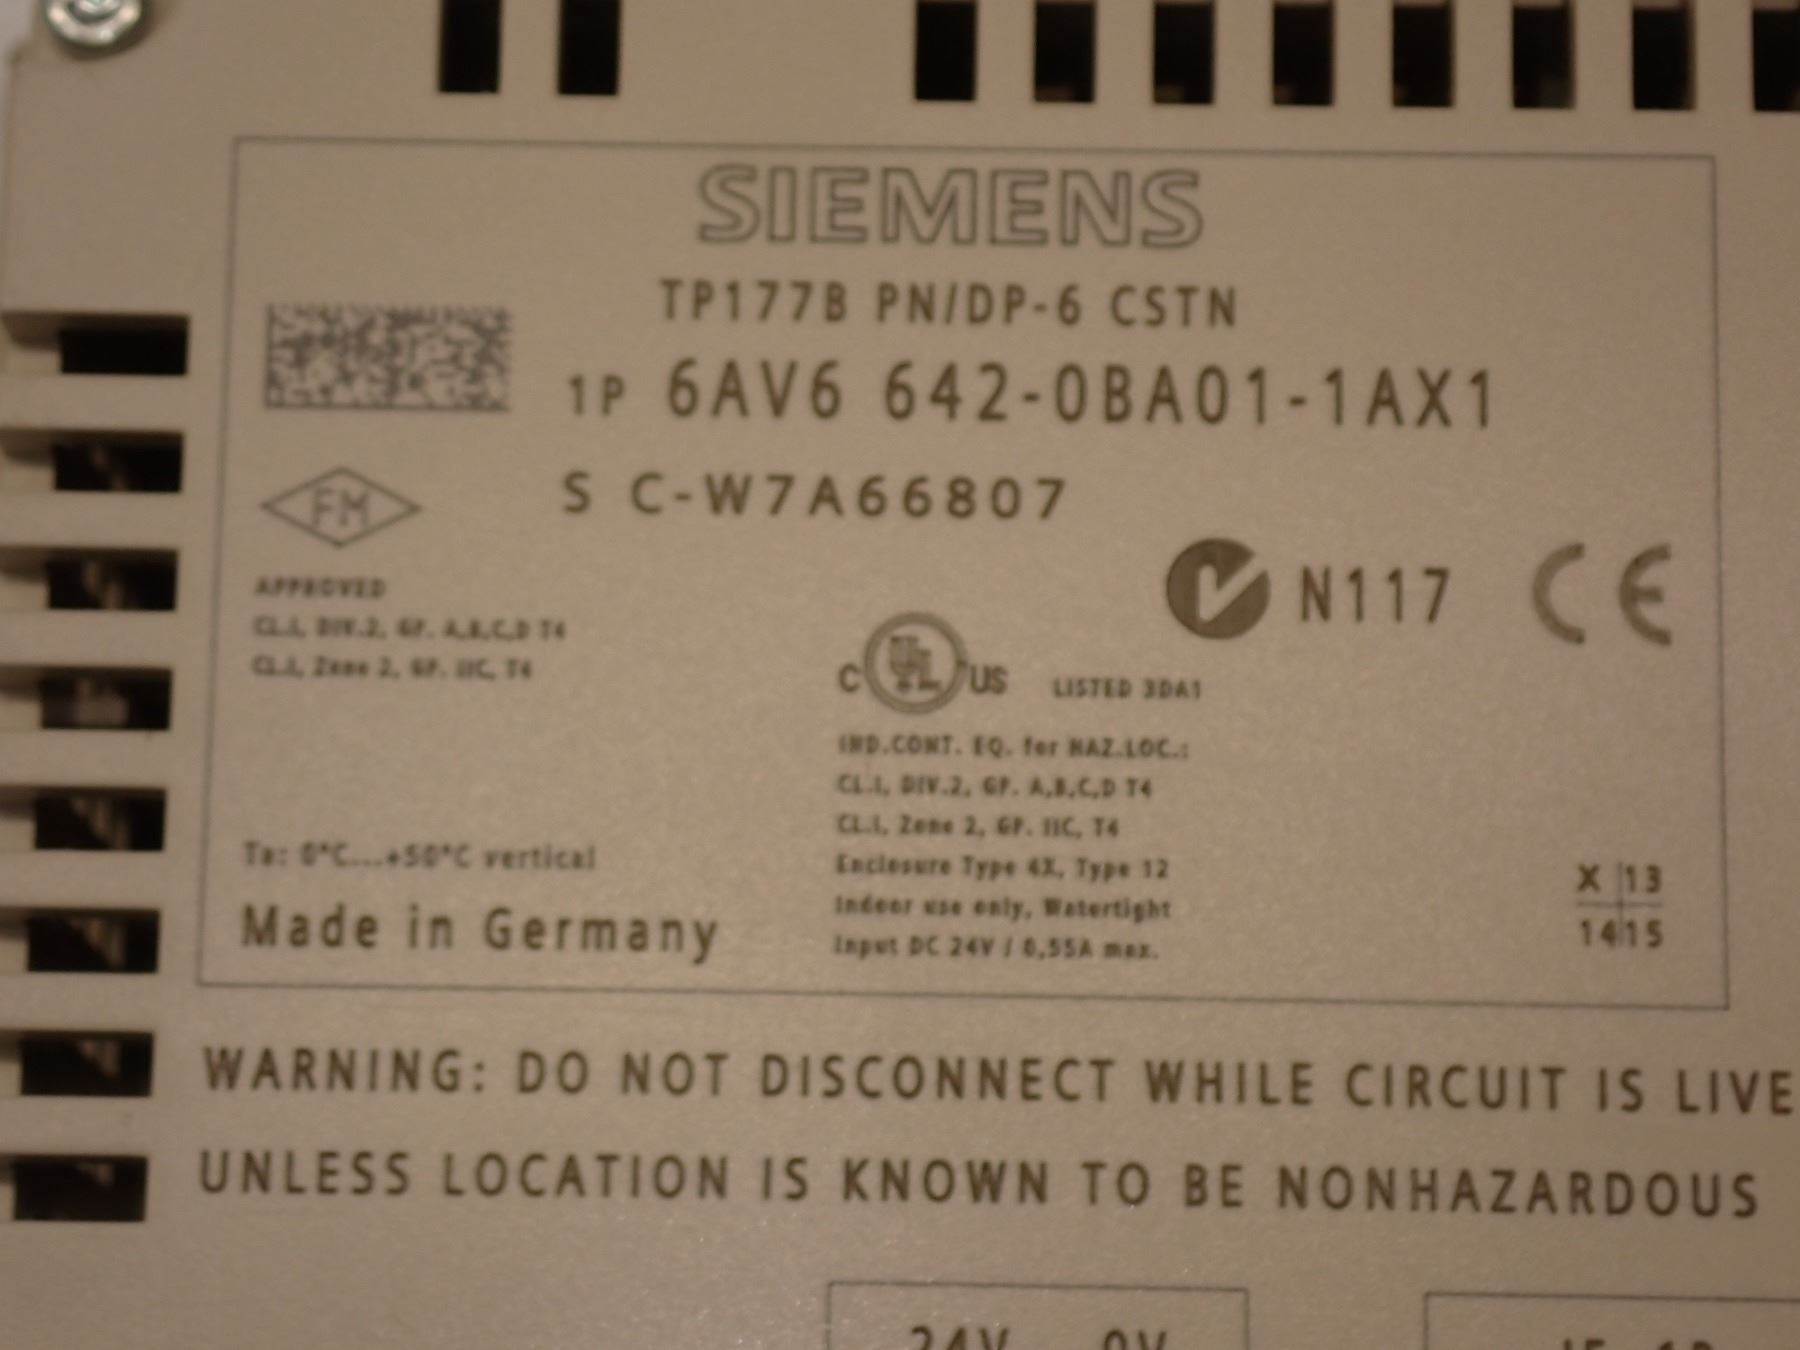 SIEMENS
TP177B PN/DP-6 CSTN
1P 6AV6 642-0BA01-1AX1
S C-W7A66807
FM
APPROVED
CL.I, DIV.2, GP. A,B,C,D T4
CL.I, Zone 2, GP. IIC, T4
N117 CE
C UL US LISTED 3DA1
IND.CONT. EQ. for HAZ.LOC.:
CL.I, DIV.2, GP. A,B,C,D T4
CL.I, Zone 2, GP. IIC, T4
Enclosure Type 4X, Type 12
Indoor use only, Watertight
Input DC 24V / 0,55A max.
Ta: 0°C...+50°C vertical
Made in Germany
X 13
14 15
WARNING: DO NOT DISCONNECT WHILE CIRCUIT IS LIVE
UNLESS LOCATION IS KNOWN TO BE NONHAZARDOUS
24V 0V